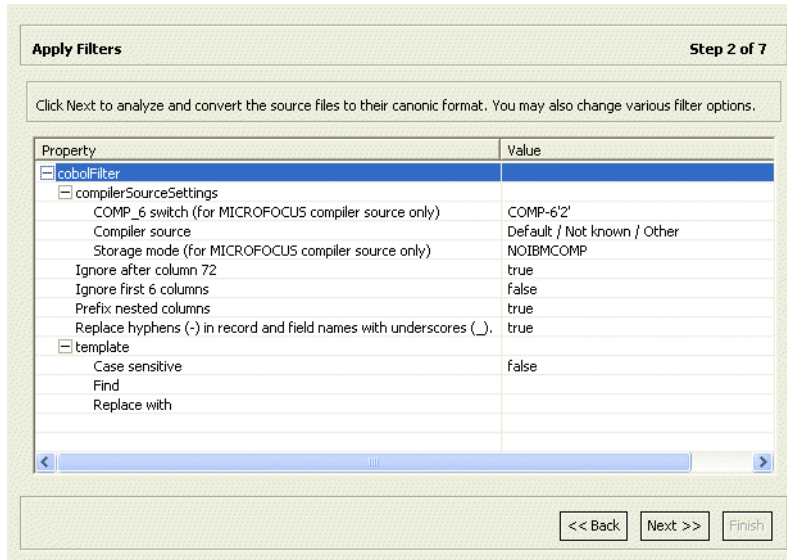 Apply Filters Step 2 of 7
Click Next to analyze and convert the source files to their canonic format. You may also change various filter options.
Property Value
cobolFilter
compilerSourceSettings
COMP_6 switch (for MICROFOCUS compiler source only) COMP-6'2'
Compiler source Default / Not known / Other
Storage mode (for MICROFOCUS compiler source only) NOIBMCOMP
Ignore after column 72 true
Ignore first 6 columns false
Prefix nested columns true
Replace hyphens (-) in record and field names with underscores (_). true
template
Case sensitive false
Find
Replace with
<< Back Next >> Finish